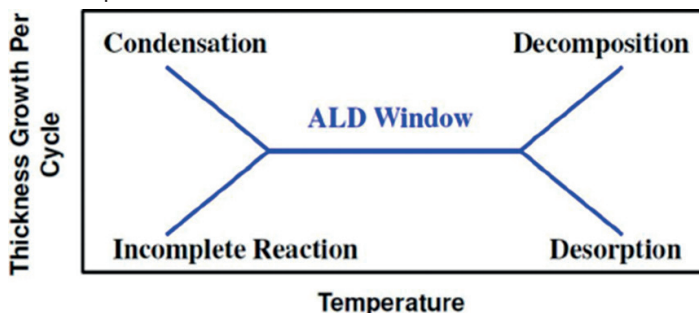 Condensation
Decomposition
Thickness Growth Per
Cycle
ALD Window
Incomplete Reaction
Desorption
Temperature